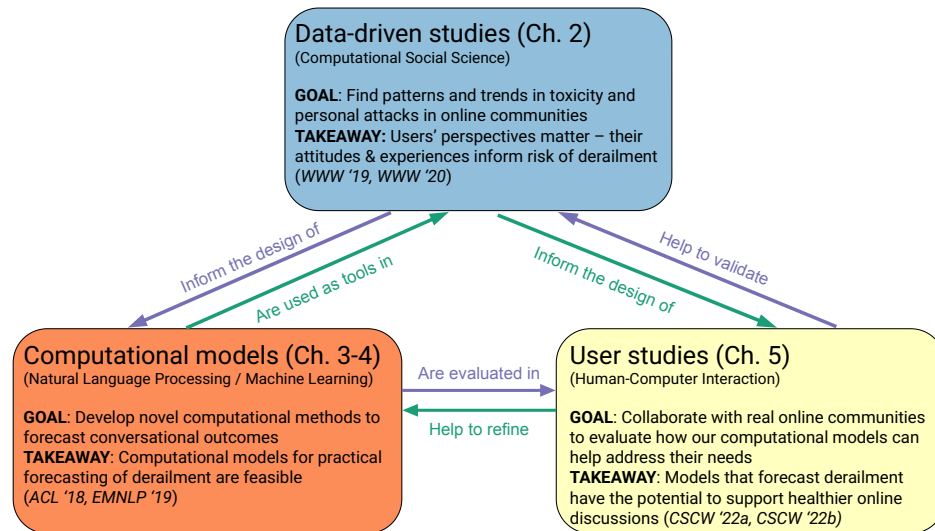 Data-driven studies (Ch. 2)
(Computational Social Science)
GOAL: Find patterns and trends in toxicity and
personal attacks in online communities
TAKEAWAY: Users’ perspectives matter – their
attitudes & experiences inform risk of derailment
(WWW ‘19, WWW ‘20)
Inform the design of
Are used as tools in
Inform the design of
Help to validate
Computational models (Ch. 3-4)
(Natural Language Processing / Machine Learning)
GOAL: Develop novel computational methods to
forecast conversational outcomes
TAKEAWAY: Computational models for practical
forecasting of derailment are feasible
(ACL ‘18, EMNLP ‘19)
Are evaluated in
Help to refine
User studies (Ch. 5)
(Human-Computer Interaction)
GOAL: Collaborate with real online communities
to evaluate how our computational models can
help address their needs
TAKEAWAY: Models that forecast derailment
have the potential to support healthier online
discussions (CSCW ‘22a, CSCW ‘22b)